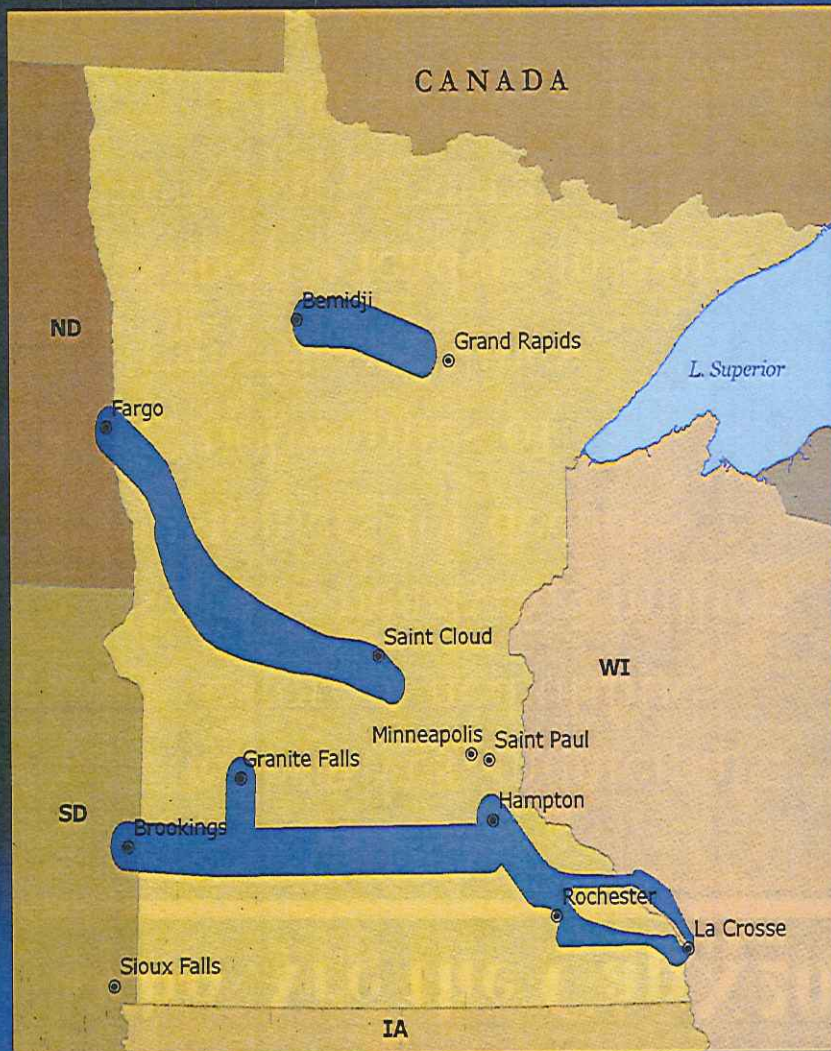 CANADA
Bemidji
ND
Grand Rapids
L. Superior
Fargo
Saint Cloud
WI
Minneapolis
Saint Paul
Granite Falls
Hampton
SD
Brookings
Rochester
La Crosse
Sioux Falls
IA